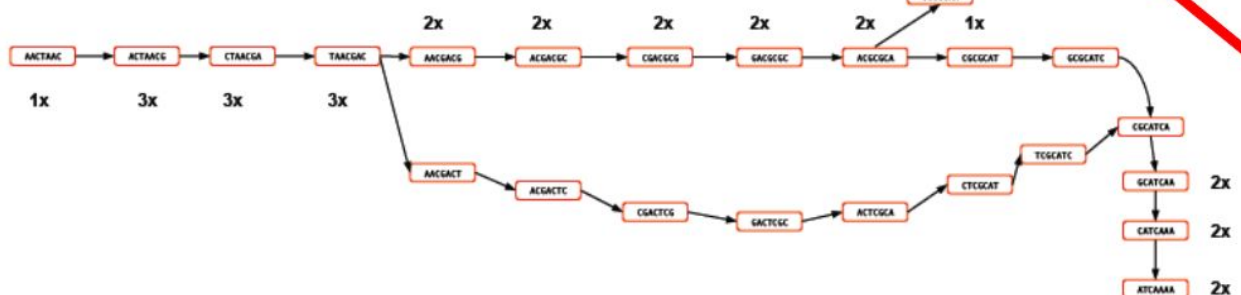 2x 2x 2x 2x 2x 1x
AACTAAC ACTAACG CTAACGA TAACGAC AACGACG ACGACGC CGACGCG GACGCGC ACGCGCA CGCGCAT GCGCATC
1x 3x 3x 3x
CGCATCA
TCGCATC
AACGACT ACGACTC CGACTCG GACTCGC ACTCGCA CTCGCAT
GCATCAA 2x
CATCAAA 2x
ATCAAAA 2x